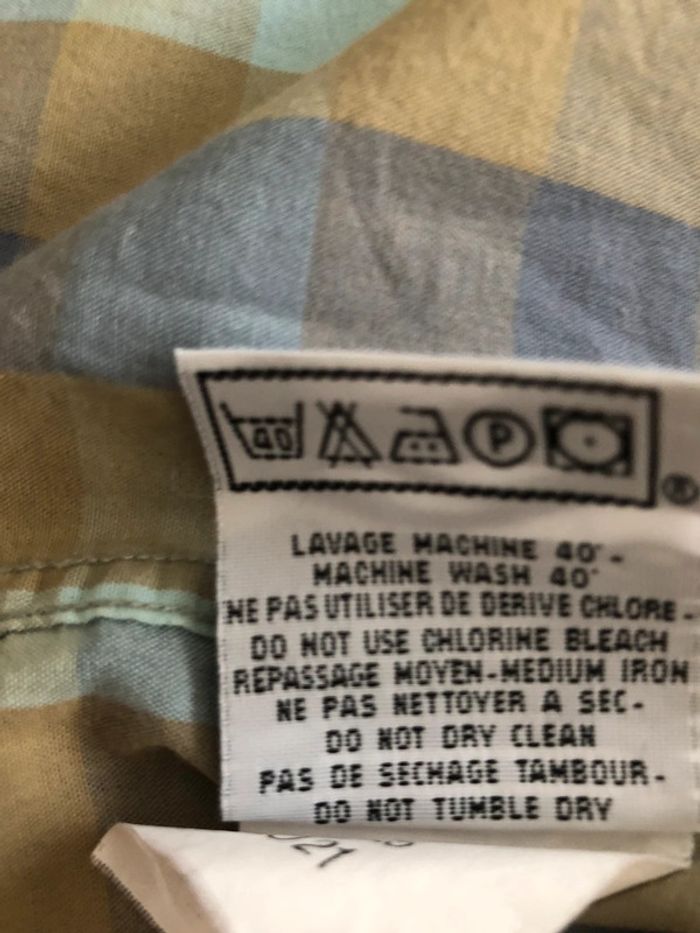 40 P
®
LAVAGE MACHINE 40° -
MACHINE WASH 40°
NE PAS UTILISER DE DERIVE CHLORE -
DO NOT USE CHLORINE BLEACH
REPASSAGE MOYEN-MEDIUM IRON
NE PAS NETTOYER A SEC-
DO NOT DRY CLEAN
PAS DE SECHAGE TAMBOUR-
DO NOT TUMBLE DRY